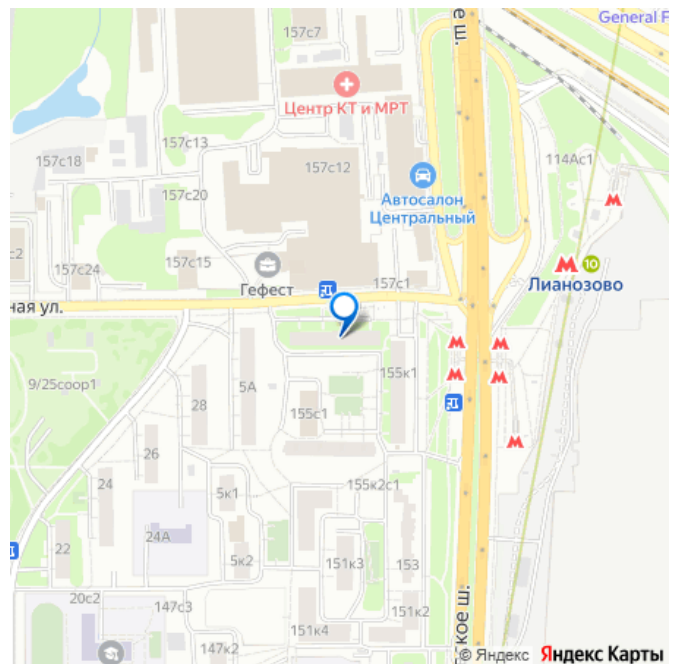 157с7
е ш.
General F
Центр КТ и МРТ
157с13
157с18
157с12
114Ас1
157с20
Автосалон
Центральный
с2
157с24
157с15
Гефест
157с1
10
Лианозово
ная ул.
9/25соор1
5А
155к1
28
155с1
26
24
5к1
155к2с1
22
24А
5к2
151к3
153
20с2
147с3
151к2
151к4
147к2
ское ш.
© Яндекс Яндекс Карты